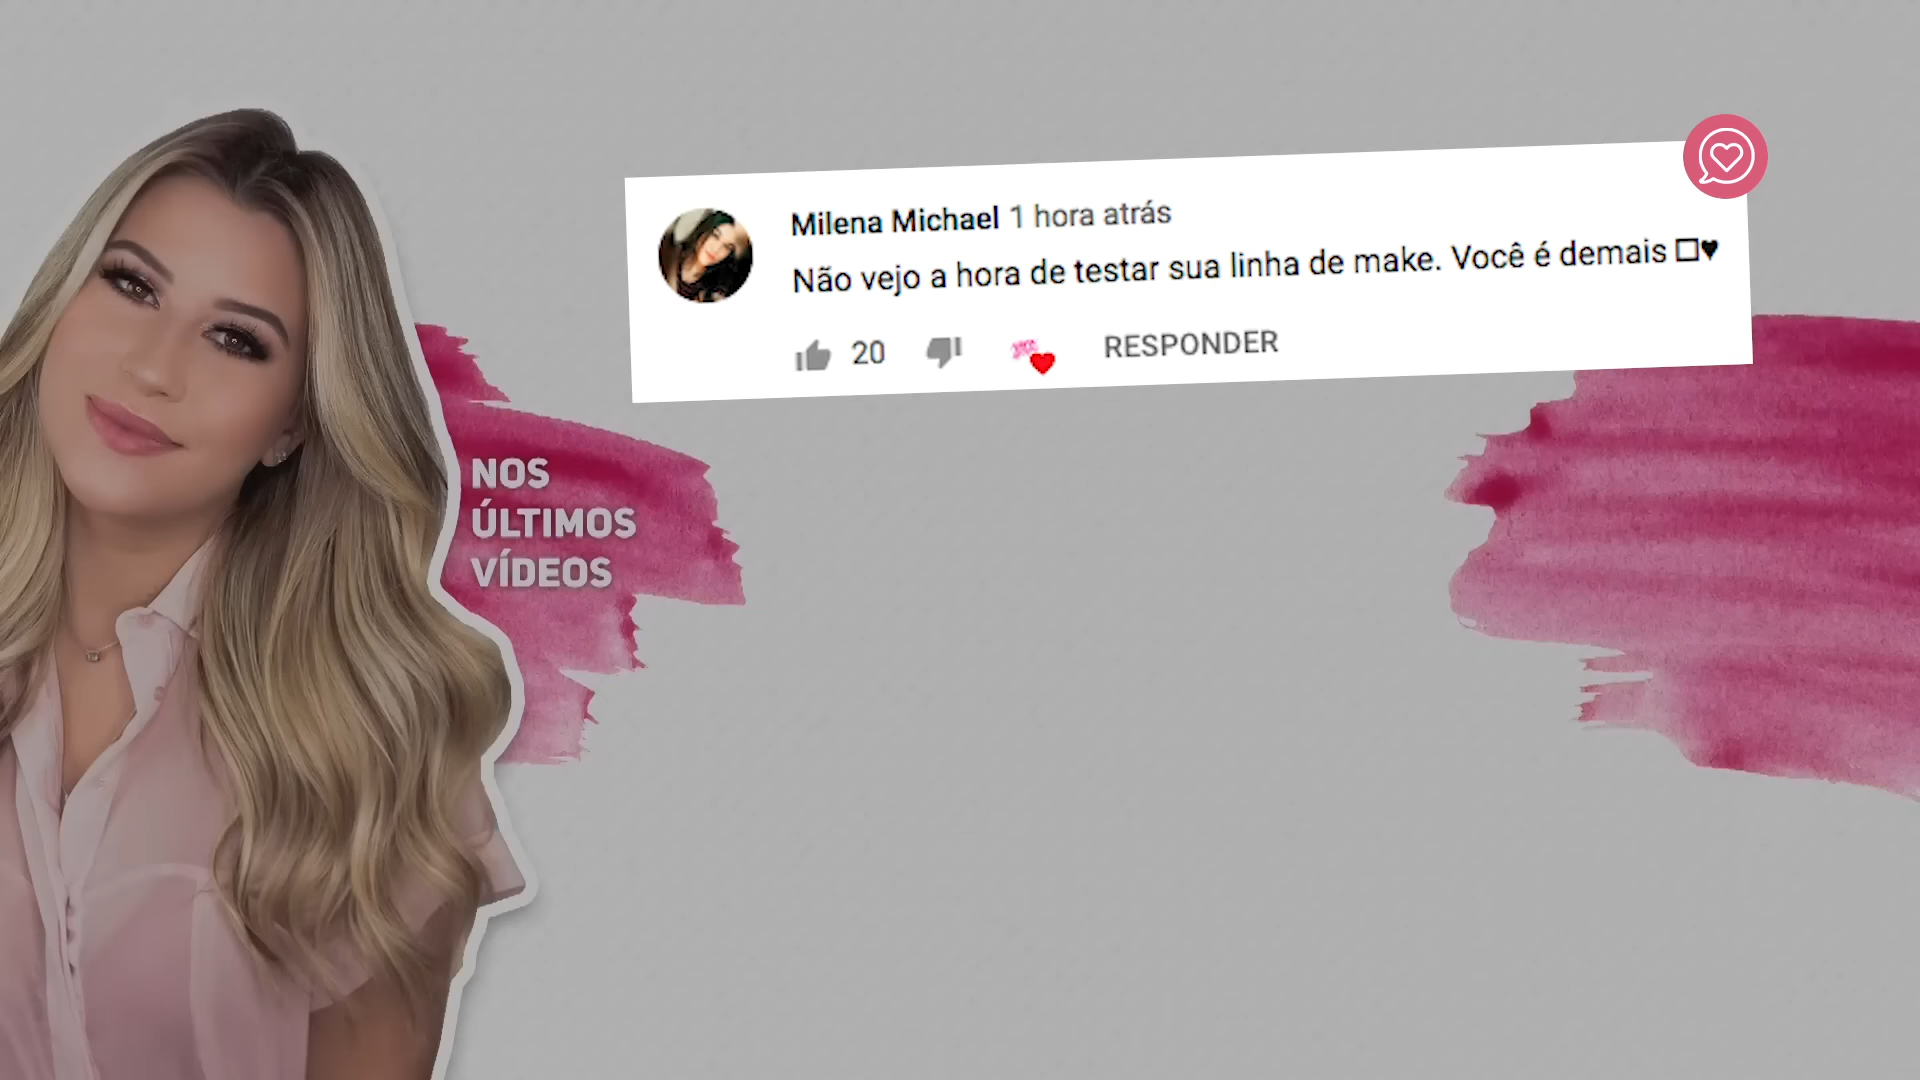 Milena Michael 1 hora atrás
Não vejo a hora de testar sua linha de make. Você é demais □♥
20 RESPONDER
NOS
ÚLTIMOS
VÍDEOS